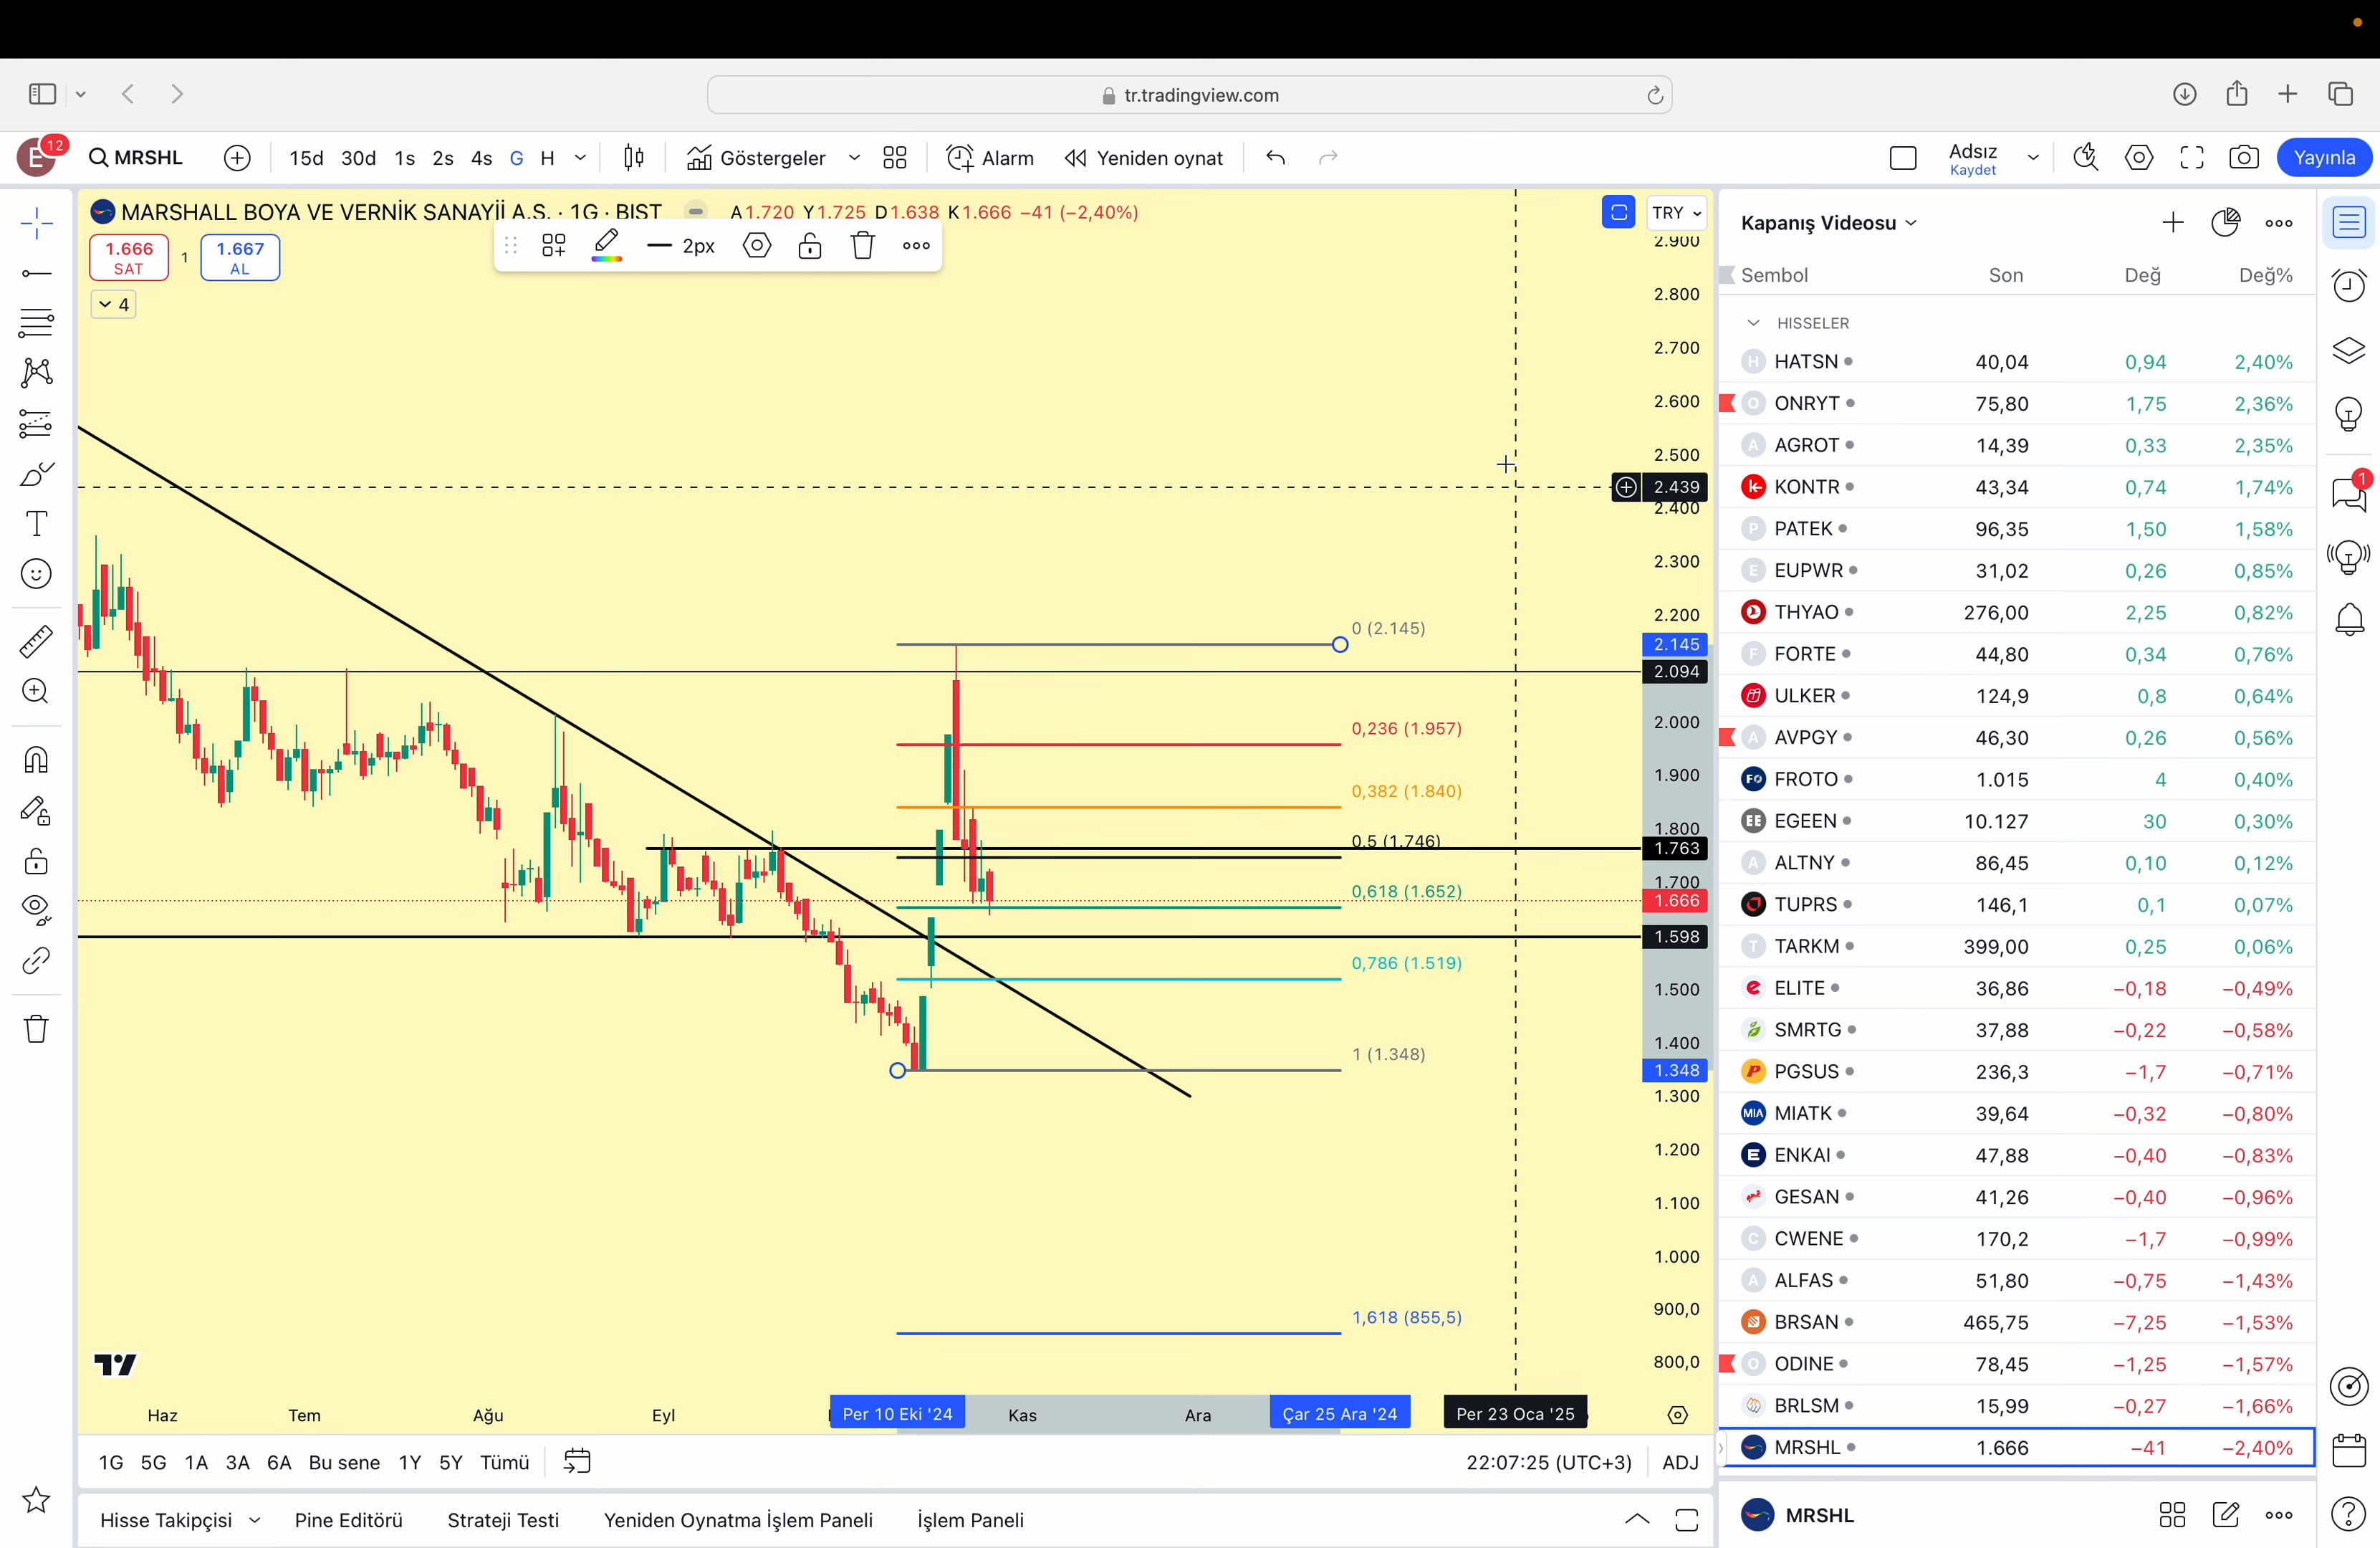 tr.tradingview.com
E 12 MRSHL 15d 30d 1s 2s 4s G H Göstergeler Alarm Yeniden oynat Adsız Kaydet Yayınla
MARSHALL BOYA VE VERNİK SANAYİİ A.S. · 1G · BIST A1.720 Y1.725 D1.638 K1.666 −41 (−2,40%)
TRY
1.666 SAT 1 1.667 AL
2px
4
2.900
2.800
2.700
2.600
2.500
2.439
2.400
2.300
2.200
0 (2.145)
2.145
2.094
2.000
0,236 (1.957)
1.900
0,382 (1.840)
1.800
0,5 (1.746)
1.763
1.700
0,618 (1.652)
1.666
1.598
0,786 (1.519)
1.500
1.400
1 (1.348)
1.348
1.300
1.200
1.100
1.000
900,0
1,618 (855,5)
800,0
Haz Tem Ağu Eyl Per 10 Eki '24 Kas Ara Çar 25 Ara '24 Per 23 Oca '25
1G 5G 1A 3A 6A Bu sene 1Y 5Y Tümü 22:07:25 (UTC+3) ADJ
Hisse Takipçisi Pine Editörü Strateji Testi Yeniden Oynatma İşlem Paneli İşlem Paneli
Kapanış Videosu
Sembol Son Değ Değ%
HISSELER
H HATSN 40,04 0,94 2,40%
O ONRYT 75,80 1,75 2,36%
A AGROT 14,39 0,33 2,35%
KONTR 43,34 0,74 1,74%
P PATEK 96,35 1,50 1,58%
E EUPWR 31,02 0,26 0,85%
THYAO 276,00 2,25 0,82%
F FORTE 44,80 0,34 0,76%
ULKER 124,9 0,8 0,64%
A AVPGY 46,30 0,26 0,56%
FO FROTO 1.015 4 0,40%
EE EGEEN 10.127 30 0,30%
A ALTNY 86,45 0,10 0,12%
TUPRS 146,1 0,1 0,07%
T TARKM 399,00 0,25 0,06%
e ELITE 36,86 −0,18 −0,49%
SMRTG 37,88 −0,22 −0,58%
P PGSUS 236,3 −1,7 −0,71%
MIA MIATK 39,64 −0,32 −0,80%
E ENKAI 47,88 −0,40 −0,83%
GESAN 41,26 −0,40 −0,96%
C CWENE 170,2 −1,7 −0,99%
A ALFAS 51,80 −0,75 −1,43%
BRSAN 465,75 −7,25 −1,53%
O ODINE 78,45 −1,25 −1,57%
BRLSM 15,99 −0,27 −1,66%
MRSHL 1.666 −41 −2,40%
MRSHL
1